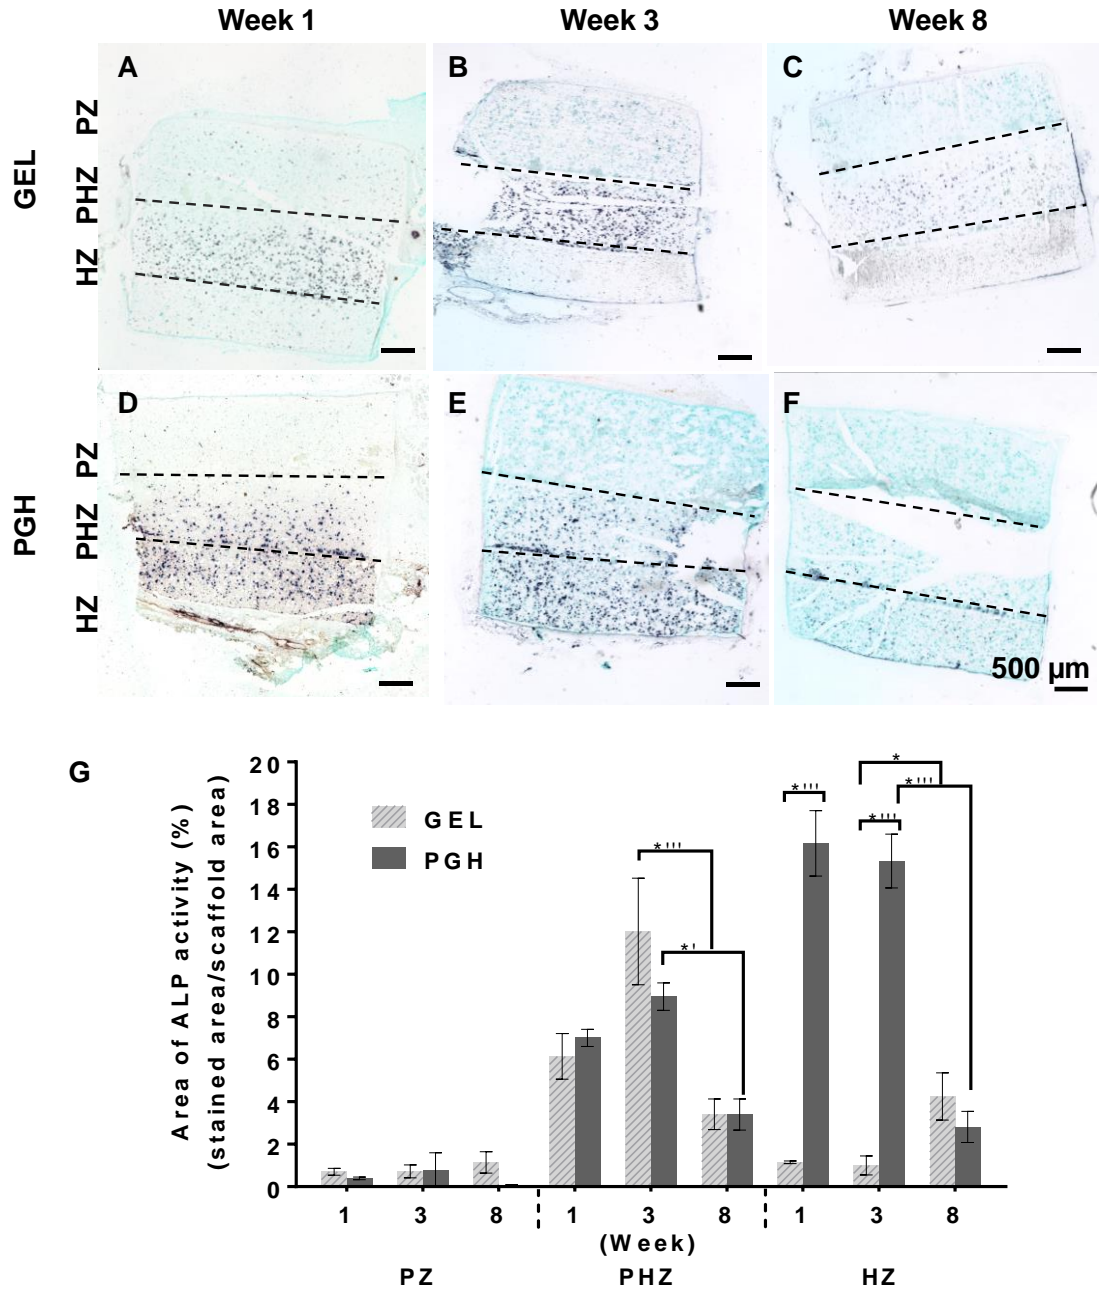 Week 1 Week 3 Week 8
A B C
GEL
PZ
PHZ
HZ
D E F
PGH
PZ
PHZ
HZ
500 µm
G
Area of ALP activity (%)
(stained area/scaffold area)
20
18
16
14
12
10
8
6
4
2
0
GEL
PGH
*'''
*'
*'''
*
*'''
*'''
1 3 8 1 3 8 1 3 8
(Week)
PZ PHZ HZ